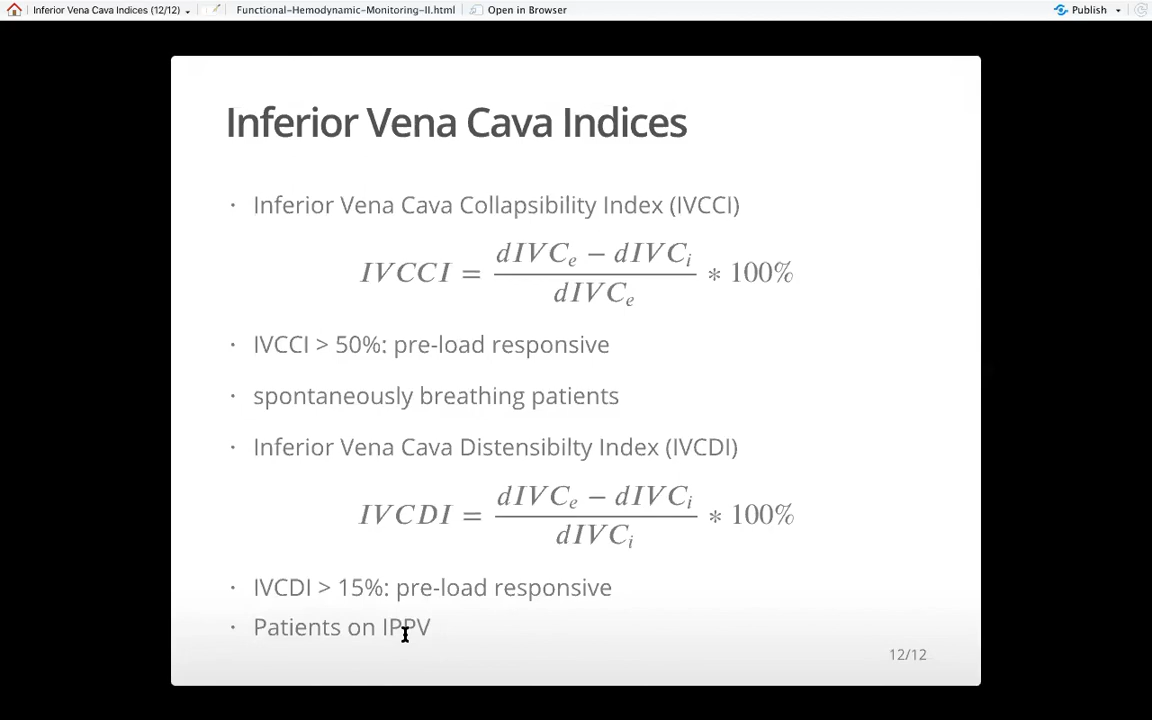 Inferior Vena Cava Indices (12/12)
Functional-Hemodynamic-Monitoring-II.html
Open in Browser
Publish
Inferior Vena Cava Indices
· Inferior Vena Cava Collapsibility Index (IVCCI)
IVCCI = \frac{dIVC_e − dIVC_i}{dIVC_e} ∗ 100%
· IVCCI > 50%: pre-load responsive
· spontaneously breathing patients
· Inferior Vena Cava Distensibilty Index (IVCDI)
IVCDI = \frac{dIVC_e − dIVC_i}{dIVC_i} ∗ 100%
· IVCDI > 15%: pre-load responsive
· Patients on IPPV
12/12